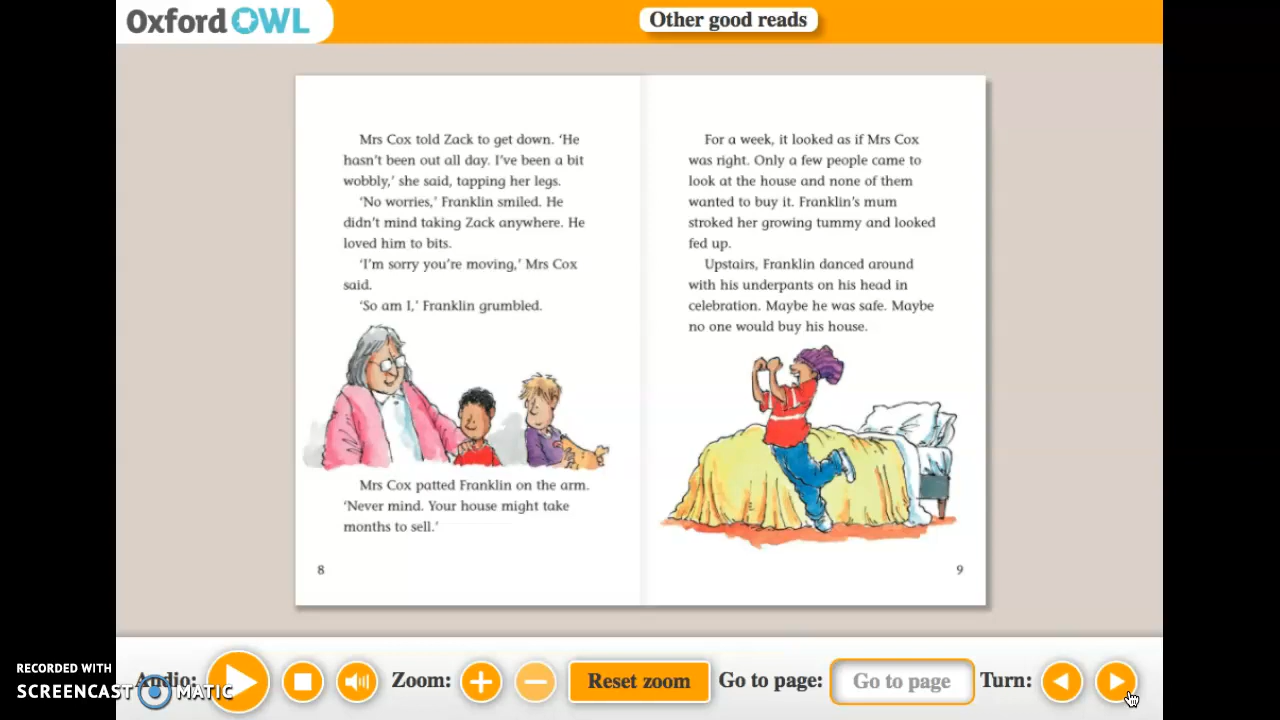 Oxford OWL
Other good reads
Mrs Cox told Zack to get down. ‘He
hasn’t been out all day. I’ve been a bit
wobbly,’ she said, tapping her legs.
‘No worries,’ Franklin smiled. He
didn’t mind taking Zack anywhere. He
loved him to bits.
‘I’m sorry you’re moving,’ Mrs Cox
said.
‘So am I,’ Franklin grumbled.
Mrs Cox patted Franklin on the arm.
‘Never mind. Your house might take
months to sell.’
8
For a week, it looked as if Mrs Cox
was right. Only a few people came to
look at the house and none of them
wanted to buy it. Franklin’s mum
stroked her growing tummy and looked
fed up.
Upstairs, Franklin danced around
with his underpants on his head in
celebration. Maybe he was safe. Maybe
no one would buy his house.
9
Audio: Zoom: Reset zoom Go to page: Go to page Turn:
RECORDED WITH
SCREENCAST MATIC